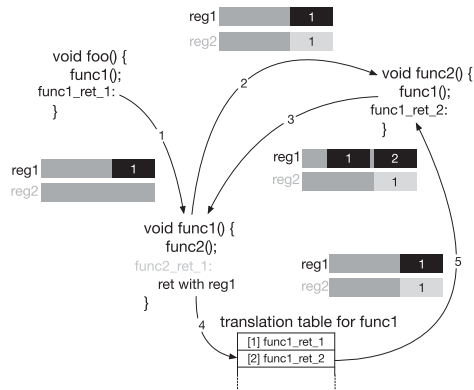 reg1 1
reg2 1
void foo() {
func1();
func1_ret_1:
}
2
void func2() {
func1();
func1_ret_2:
}
1
3
reg1 1
reg2
reg1 1 2
reg2 1
void func1() {
func2();
func2_ret_1:
ret with reg1
}
reg1 1
reg2 1
5
4
translation table for func1
[1] func1_ret_1
[2] func1_ret_2